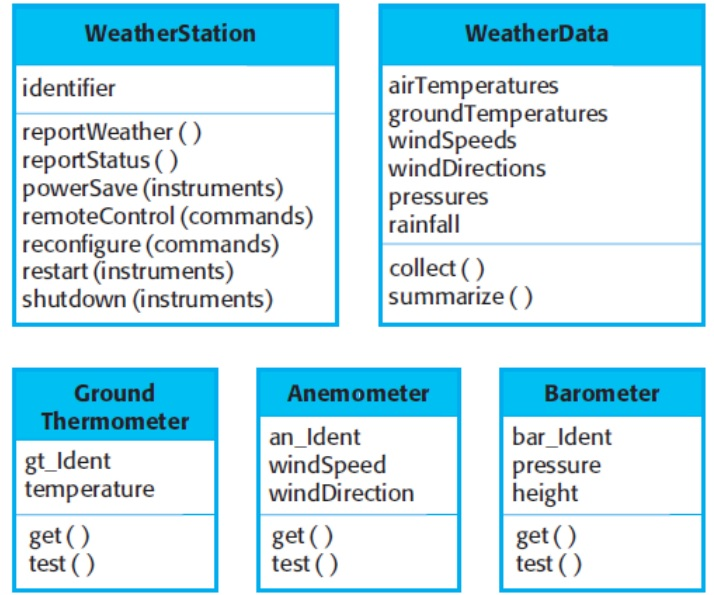 WeatherStation
identifier
reportWeather ( )
reportStatus ( )
powerSave (instruments)
remoteControl (commands)
reconfigure (commands)
restart (instruments)
shutdown (instruments)
WeatherData
airTemperatures
groundTemperatures
windSpeeds
windDirections
pressures
rainfall
collect ( )
summarize ( )
Ground
Thermometer
gt_Ident
temperature
get ( )
test ( )
Anemometer
an_Ident
windSpeed
windDirection
get ( )
test ( )
Barometer
bar_Ident
pressure
height
get ( )
test ( )